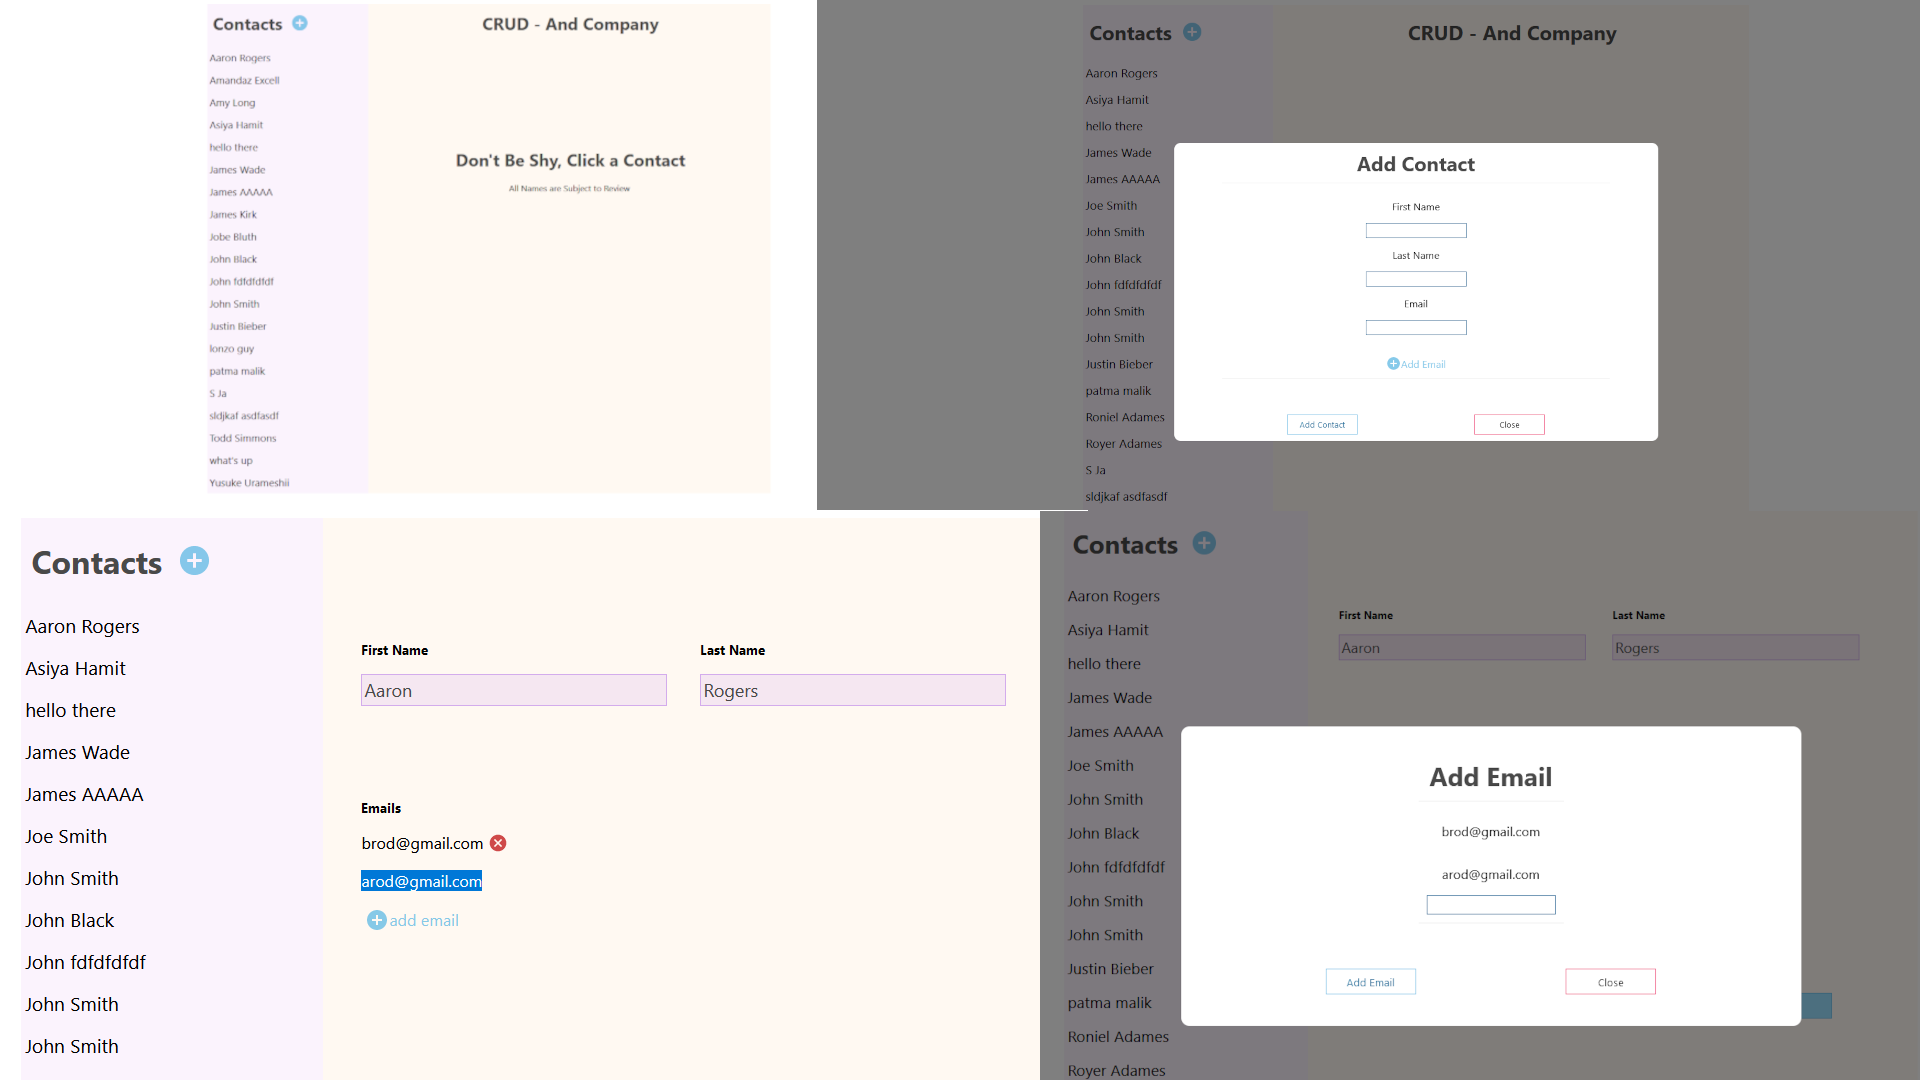 Contacts
CRUD - And Company
Aaron Rogers
Amandaz Excell
Amy Long
Asiya Hamit
hello there
James Wade
James AAAAA
James Kirk
Jobe Bluth
John Black
John fdfdfdfdf
John Smith
Justin Bieber
lonzo guy
patma malik
S Ja
sldjkaf asdfasdf
Todd Simmons
what's up
Yusuke Urameshii
Don't Be Shy, Click a Contact
All Names are Subject to Review
Contacts
CRUD - And Company
Aaron Rogers
Asiya Hamit
hello there
James Wade
James AAAAA
Joe Smith
John Smith
John Black
John fdfdfdfdf
John Smith
John Smith
Justin Bieber
patma malik
Roniel Adames
Royer Adames
S Ja
sldjkaf asdfasdf
Add Contact
First Name
Last Name
Email
Add Email
Add Contact
Close
Contacts
Aaron Rogers
Asiya Hamit
hello there
James Wade
James AAAAA
Joe Smith
John Smith
John Black
John fdfdfdfdf
John Smith
John Smith
First Name
Last Name
Aaron
Rogers
Emails
brod@gmail.com
arod@gmail.com
add email
Contacts
Aaron Rogers
Asiya Hamit
hello there
James Wade
James AAAAA
Joe Smith
John Smith
John Black
John fdfdfdfdf
John Smith
John Smith
Justin Bieber
patma malik
Roniel Adames
Royer Adames
First Name
Last Name
Aaron
Rogers
Add Email
brod@gmail.com
arod@gmail.com
Add Email
Close